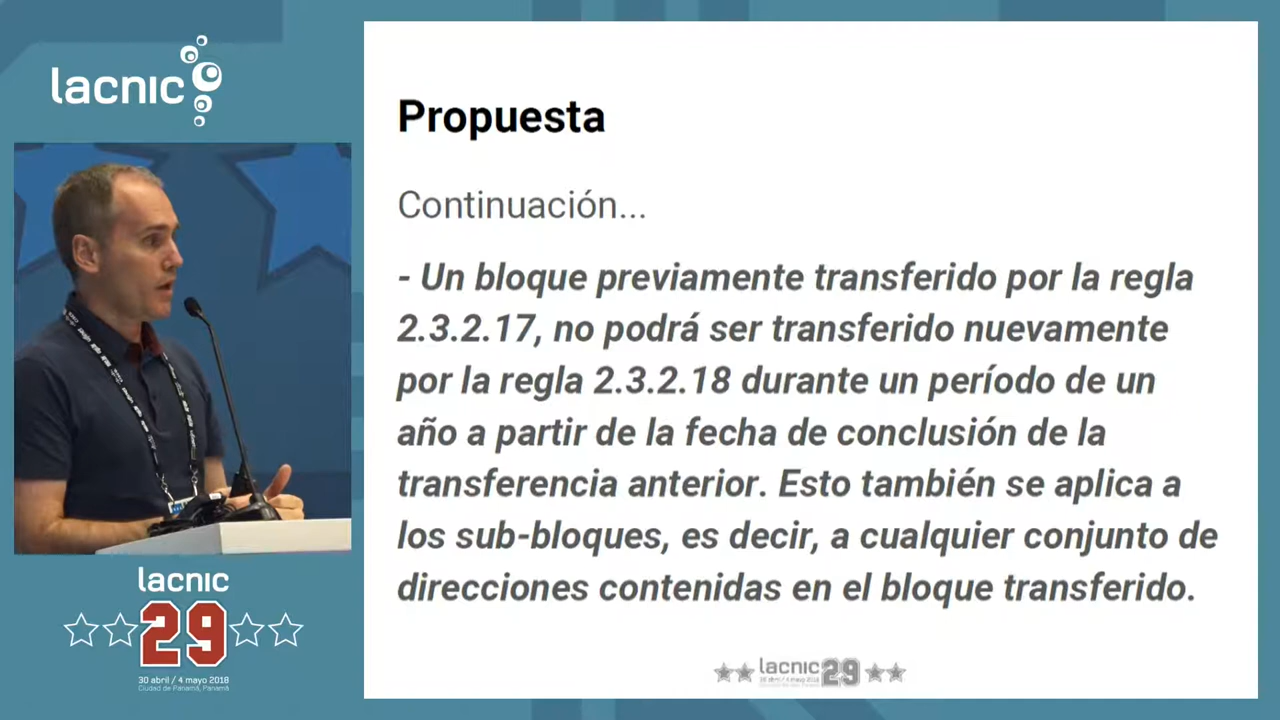 lacnic
Propuesta
Continuación...
- Un bloque previamente transferido por la regla
2.3.2.17, no podrá ser transferido nuevamente
por la regla 2.3.2.18 durante un período de un
año a partir de la fecha de conclusión de la
transferencia anterior. Esto también se aplica a
los sub-bloques, es decir, a cualquier conjunto de
direcciones contenidas en el bloque transferido.
lacnic
29
30 abril / 4 mayo 2018
Ciudad de Panamá, Panamá
lacnic 29